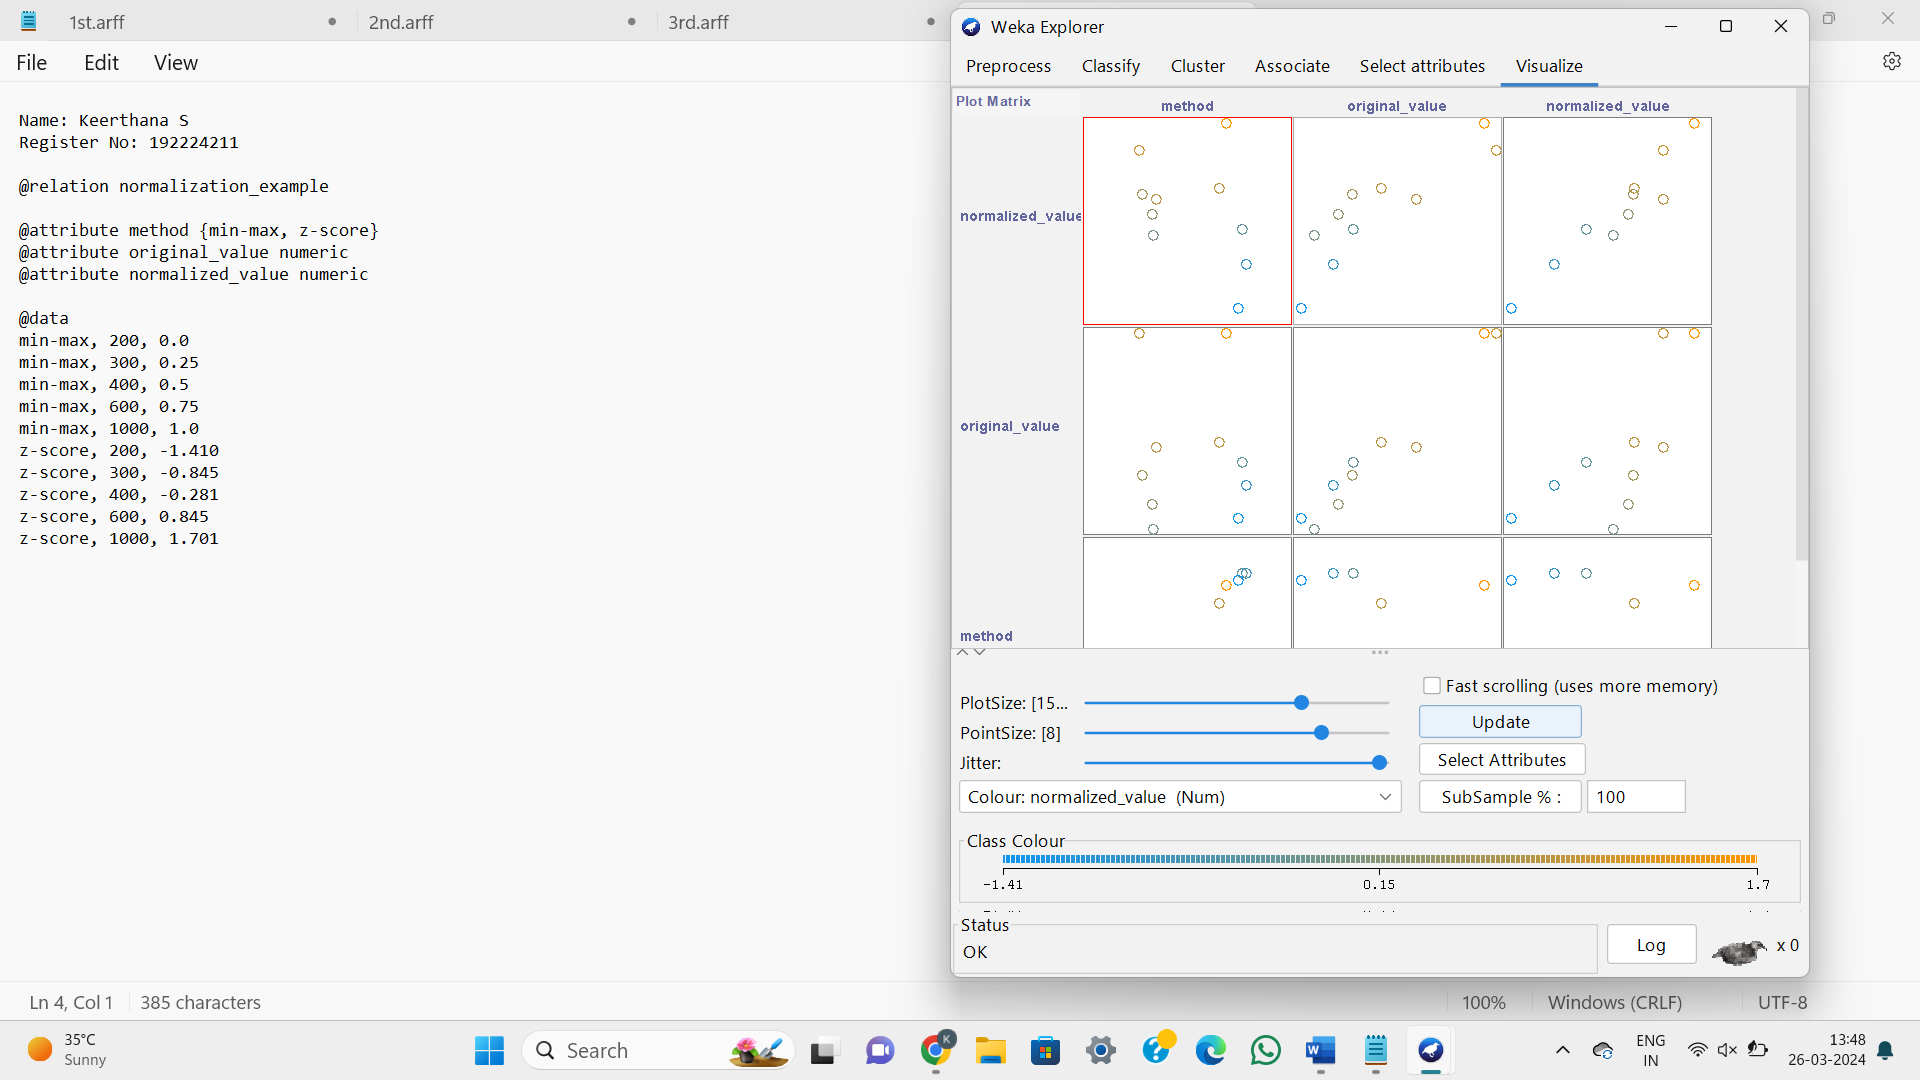 1st.arff
2nd.arff
3rd.arff
File Edit View
Name: Keerthana S
Register No: 192224211
@relation normalization_example
@attribute method {min-max, z-score}
@attribute original_value numeric
@attribute normalized_value numeric
@data
min-max, 200, 0.0
min-max, 300, 0.25
min-max, 400, 0.5
min-max, 600, 0.75
min-max, 1000, 1.0
z-score, 200, -1.410
z-score, 300, -0.845
z-score, 400, -0.281
z-score, 600, 0.845
z-score, 1000, 1.701
Ln 4, Col 1 385 characters
100% Windows (CRLF) UTF-8
Weka Explorer
Preprocess Classify Cluster Associate Select attributes Visualize
Plot Matrix
method original_value normalized_value
normalized_value
original_value
method
PlotSize: [15...
PointSize: [8]
Jitter:
Fast scrolling (uses more memory)
Update
Select Attributes
Colour: normalized_value (Num)
SubSample % : 100
Class Colour
-1.41 0.15 1.7
Status
OK
Log
x 0
35°C
Sunny
Search
K
W
ENG
IN
13:48
26-03-2024